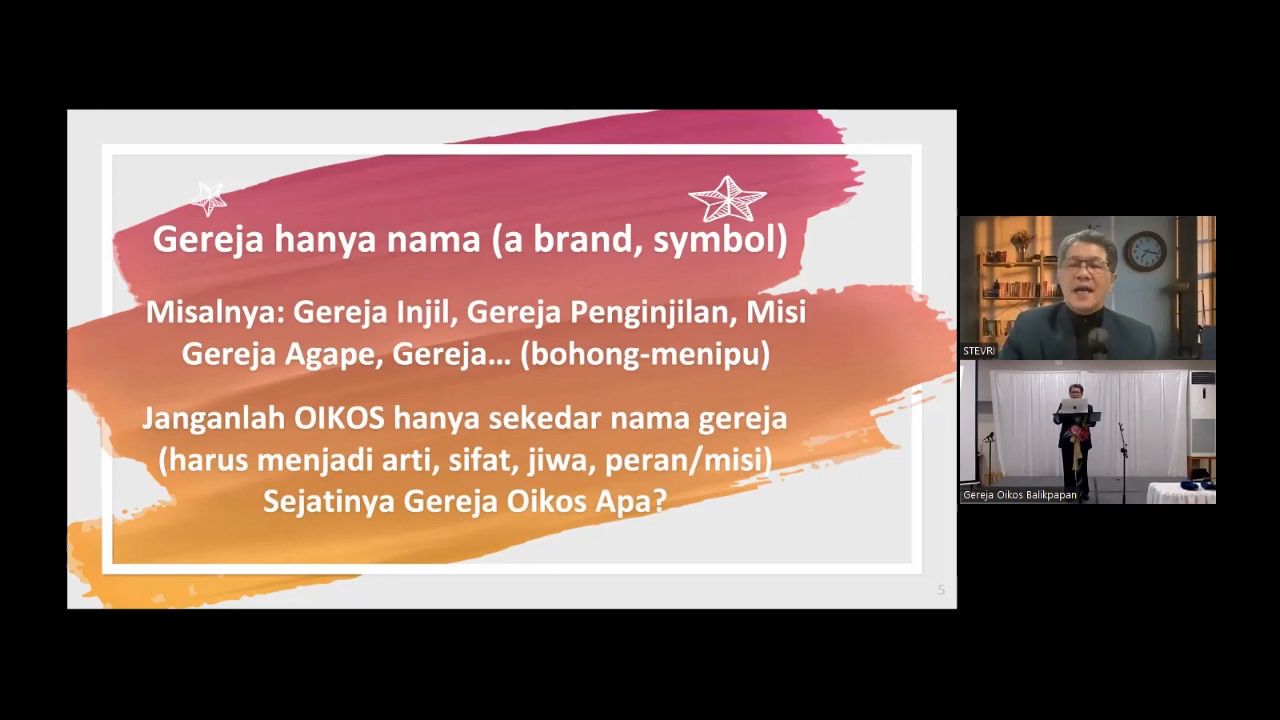 Gereja hanya nama (a brand, symbol)
Misalnya: Gereja Injil, Gereja Penginjilan, Misi
Gereja Agape, Gereja... (bohong-menipu)
Janganlah OIKOS hanya sekedar nama gereja
(harus menjadi arti, sifat, jiwa, peran/misi)
Sejatinya Gereja Oikos Apa?
5
STEVRI
Gereja Oikos Balikpapan